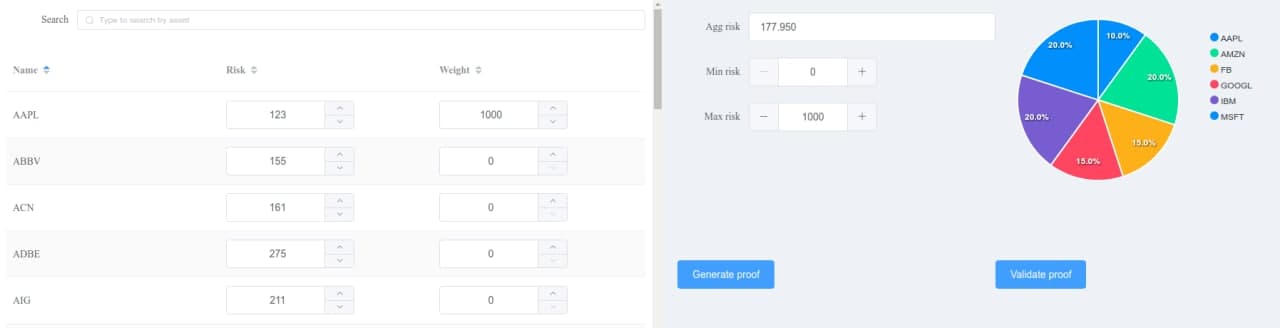 Search Type to search by asset
Name Risk Weight
AAPL 123 1000
ABBV 155 0
ACN 161 0
ADBE 275 0
AIG 211 0
Agg risk 177.950
Min risk − 0 +
Max risk − 1000 +
20.0% 10.0%
20.0%
20.0%
15.0%
15.0%
AAPL
AMZN
FB
GOOGL
IBM
MSFT
Generate proof Validate proof